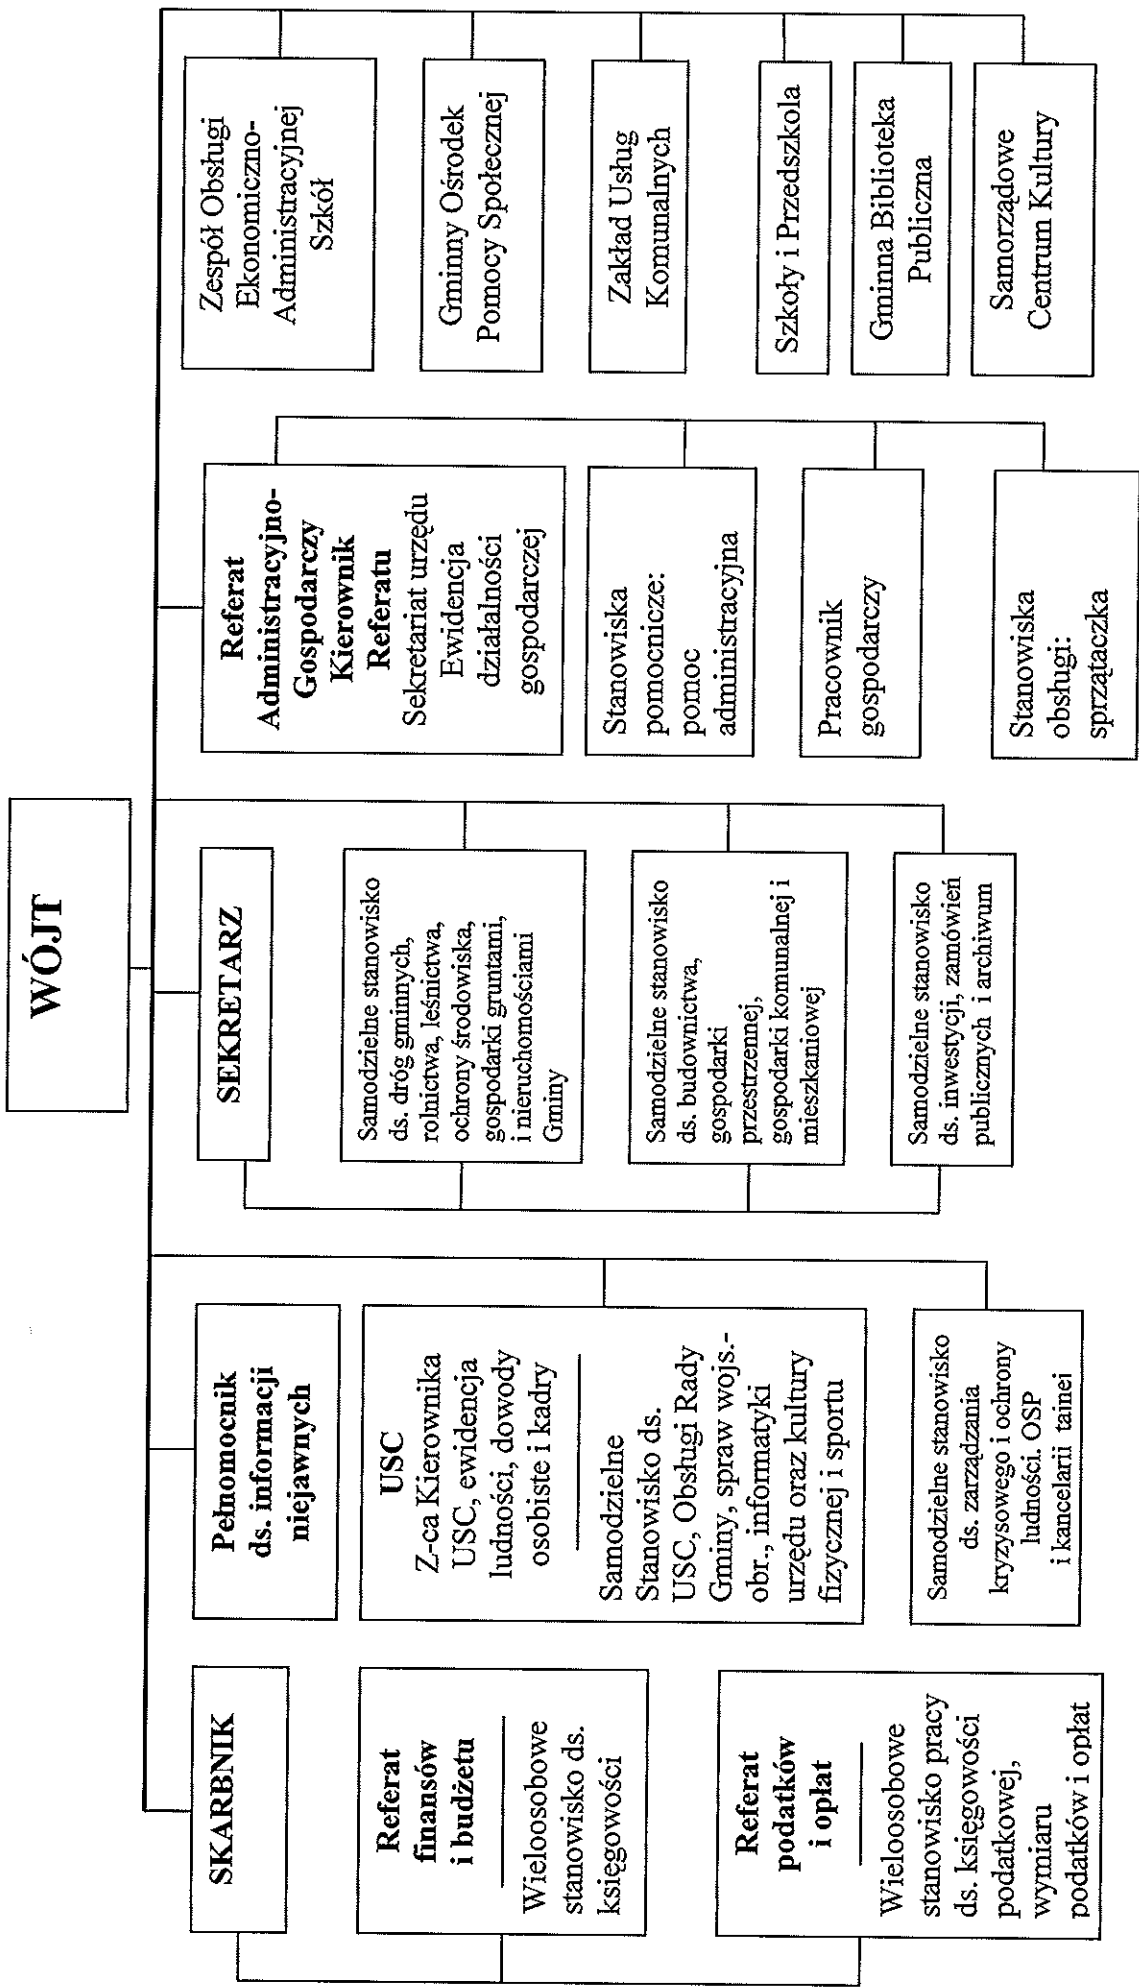 WÓJT
SKARBNIK
Referat
finansów
i budżetu
Wieloosobowe
stanowisko ds.
księgowości
Referat
podatków
i opłat
Wieloosobowe
stanowisko pracy
ds. księgowości
podatkowej,
wymiaru
podatków i opłat
Pełnomocnik
ds. informacji
niejawnych
USC
Z-ca Kierownika
USC, ewidencja
ludności, dowody
osobiste i kadry
Samodzielne
Stanowisko ds.
USC, Obsługi Rady
Gminy, spraw wojs.-
obr., informatyki
urzędu oraz kultury
fizycznej i sportu
Samodzielne stanowisko
ds. zarządzania
kryzysowego i ochrony
ludności. OSP
i kancelarii tajnei
SEKRETARZ
Samodzielne stanowisko
ds. dróg gminnych,
rolnictwa, leśnictwa,
ochrony środowiska,
gospodarki gruntami,
i nieruchomościami
Gminy
Samodzielne stanowisko
ds. budownictwa,
gospodarki
przestrzennej,
gospodarki komunalnej i
mieszkaniowej
Samodzielne stanowisko
ds. inwestycji, zamówień
publicznych i archiwum
Referat
Administracyjno-
Gospodarczy
Kierownik
Referatu
Sekretariat urzędu
Ewidencja
działalności
gospodarczej
Stanowiska
pomocnicze:
pomoc
administracyjna
Pracownik
gospodarczy
Stanowiska
obsługi:
sprzątaczka
Zespół Obsługi
Ekonomiczno-
Administracyjnej
Szkół
Gminny Ośrodek
Pomocy Społecznej
Zakład Usług
Komunalnych
Szkoły i Przedszkola
Gminna Biblioteka
Publiczna
Samorządowe
Centrum Kultury